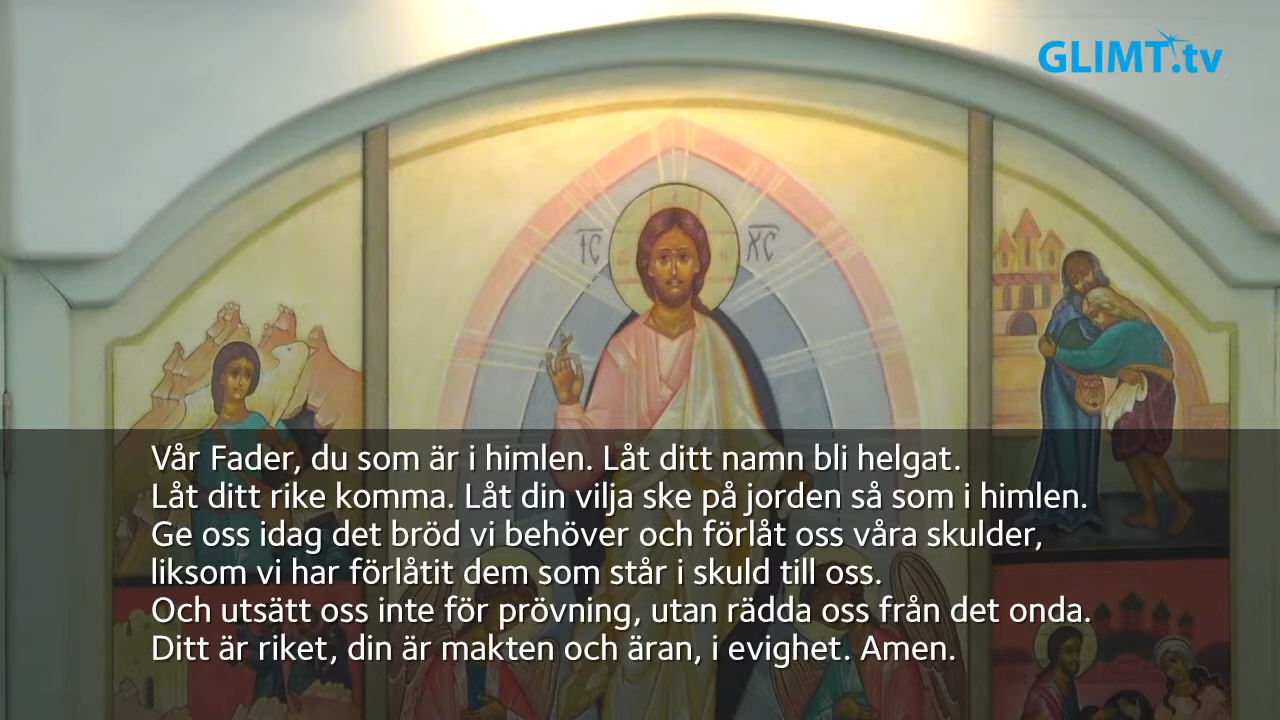 GLIMT.tv
ΙC ΧC
Vår Fader, du som är i himlen. Låt ditt namn bli helgat.
Låt ditt rike komma. Låt din vilja ske på jorden så som i himlen.
Ge oss idag det bröd vi behöver och förlåt oss våra skulder,
liksom vi har förlåtit dem som står i skuld till oss.
Och utsätt oss inte för prövning, utan rädda oss från det onda.
Ditt är riket, din är makten och äran, i evighet. Amen.